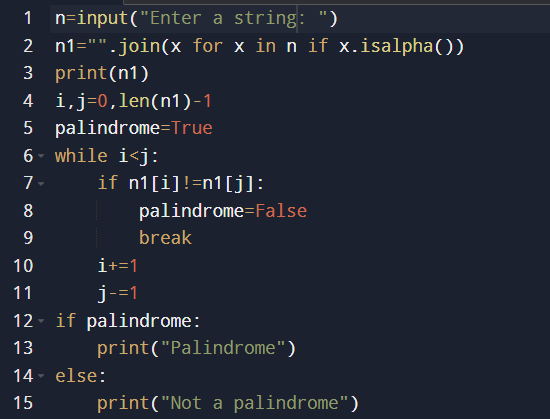 1 n=input("Enter a string: ")
2 n1="".join(x for x in n if x.isalpha())
3 print(n1)
4 i,j=0,len(n1)-1
5 palindrome=True
6 while i<j:
7     if n1[i]!=n1[j]:
8         palindrome=False
9         break
10     i+=1
11     j-=1
12 if palindrome:
13     print("Palindrome")
14 else:
15     print("Not a palindrome")